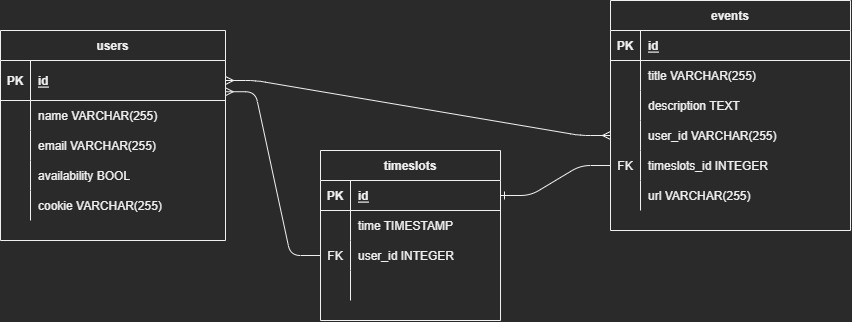 users
PK id
name VARCHAR(255)
email VARCHAR(255)
availability BOOL
cookie VARCHAR(255)
timeslots
PK id
time TIMESTAMP
FK user_id INTEGER
events
PK id
title VARCHAR(255)
description TEXT
user_id VARCHAR(255)
FK timeslots_id INTEGER
url VARCHAR(255)